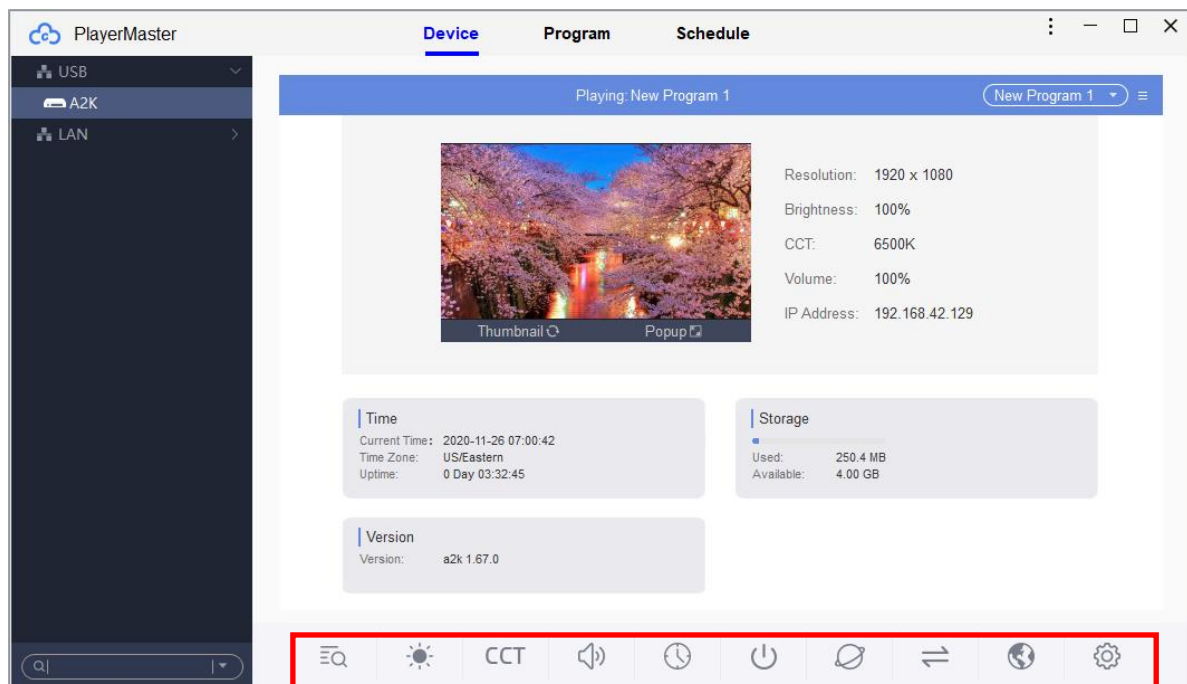 PlayerMaster
Device Program Schedule
USB
A2K
LAN
Playing: New Program 1
New Program 1
Thumbnail
Popup
Resolution: 1920 x 1080
Brightness: 100%
CCT: 6500K
Volume: 100%
IP Address: 192.168.42.129
Time
Current Time: 2020-11-26 07:00:42
Time Zone: US/Eastern
Uptime: 0 Day 03:32:45
Storage
Used: 250.4 MB
Available: 4.00 GB
Version
Version: a2k 1.67.0
CCT